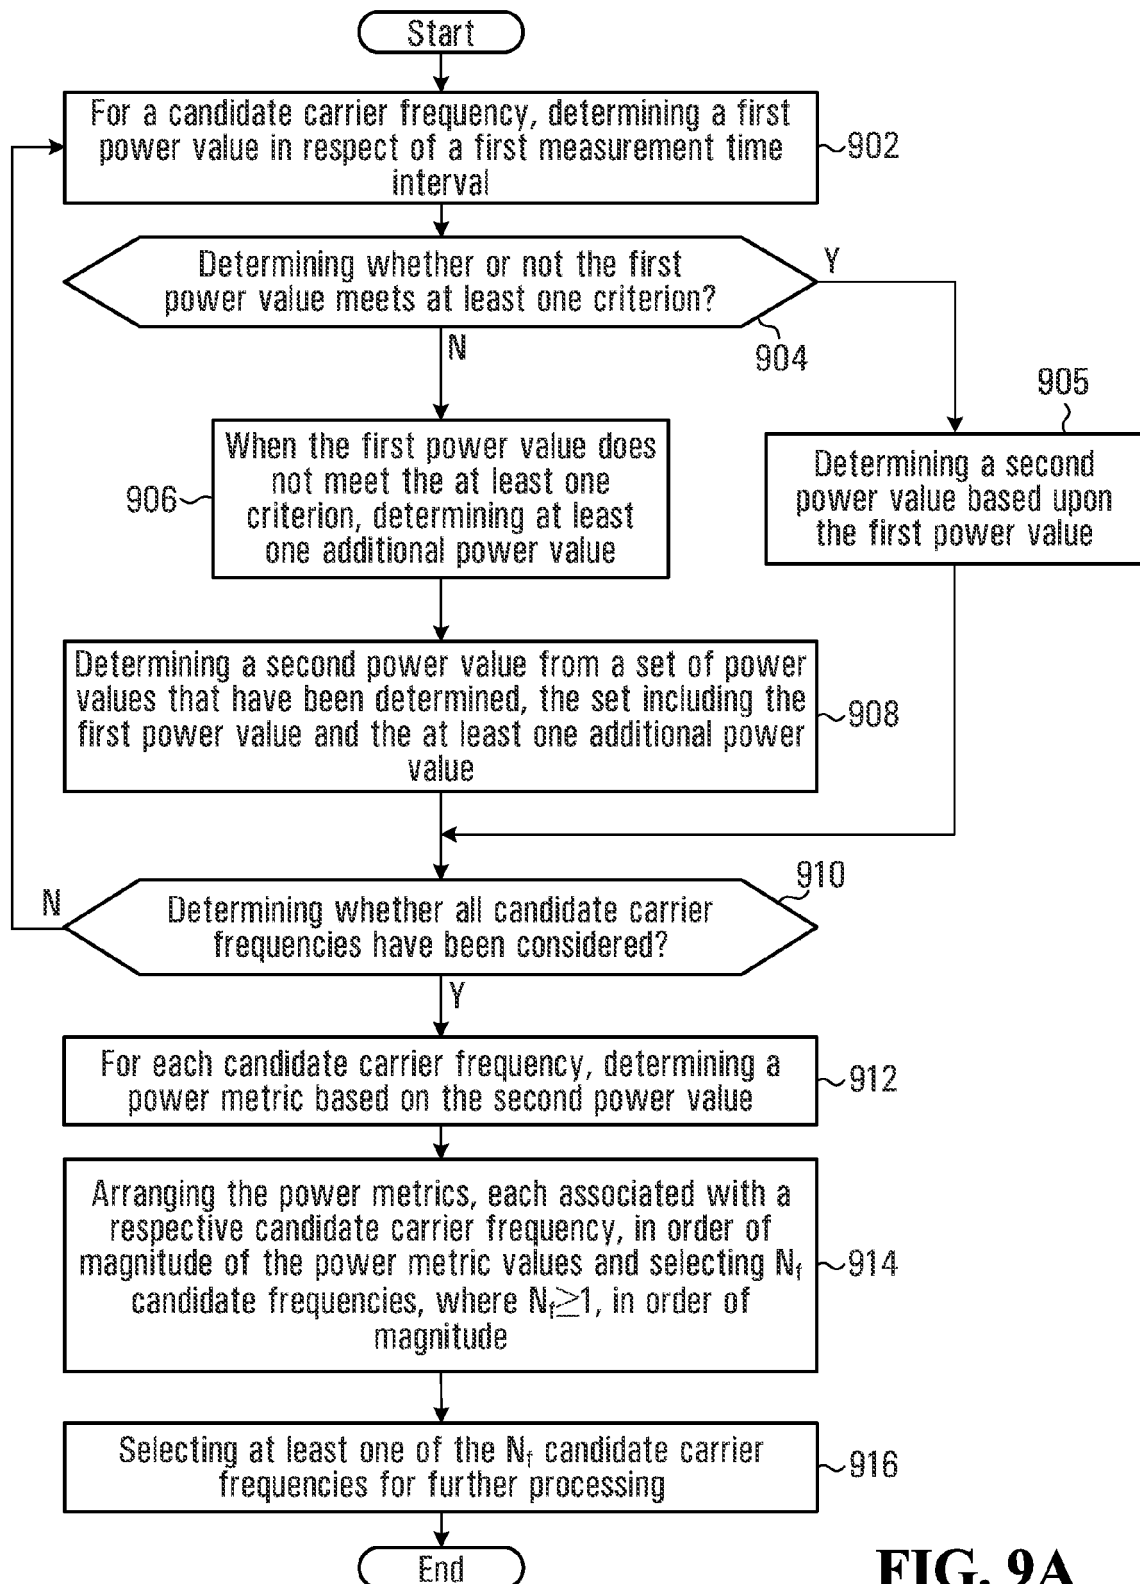 Start
For a candidate carrier frequency, determining a first
power value in respect of a first measurement time
interval
902
Determining whether or not the first
power value meets at least one criterion?
Y
904
N
905
When the first power value does
not meet the at least one
criterion, determining at least
one additional power value
906
Determining a second
power value based upon
the first power value
Determining a second power value from a set of power
values that have been determined, the set including the
first power value and the at least one additional power
value
908
910
N
Determining whether all candidate carrier
frequencies have been considered?
Y
For each candidate carrier frequency, determining a
power metric based on the second power value
912
Arranging the power metrics, each associated with a
respective candidate carrier frequency, in order of
magnitude of the power metric values and selecting Nf
candidate frequencies, where Nf≥1, in order of
magnitude
914
Selecting at least one of the Nf candidate carrier
frequencies for further processing
916
End
FIG. 9A